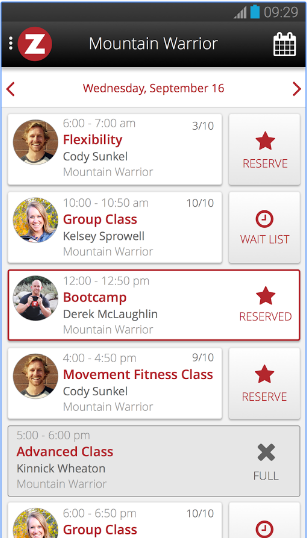 09:29
Z
Mountain Warrior
Wednesday, September 16
6:00 - 7:00 am
3/10
Flexibility
Cody Sunkel
Mountain Warrior
RESERVE
10:00 - 10:50 am
10/10
Group Class
Kelsey Sprowell
Mountain Warrior
WAIT LIST
12:00 - 12:50 pm
Bootcamp
Derek McLaughlin
Mountain Warrior
RESERVED
4:00 - 4:50 pm
9/10
Movement Fitness Class
Cody Sunkel
Mountain Warrior
RESERVE
5:00 - 6:00 pm
Advanced Class
Kinnick Wheaton
Mountain Warrior
FULL
6:00 - 6:50 pm
10/10
Group Class